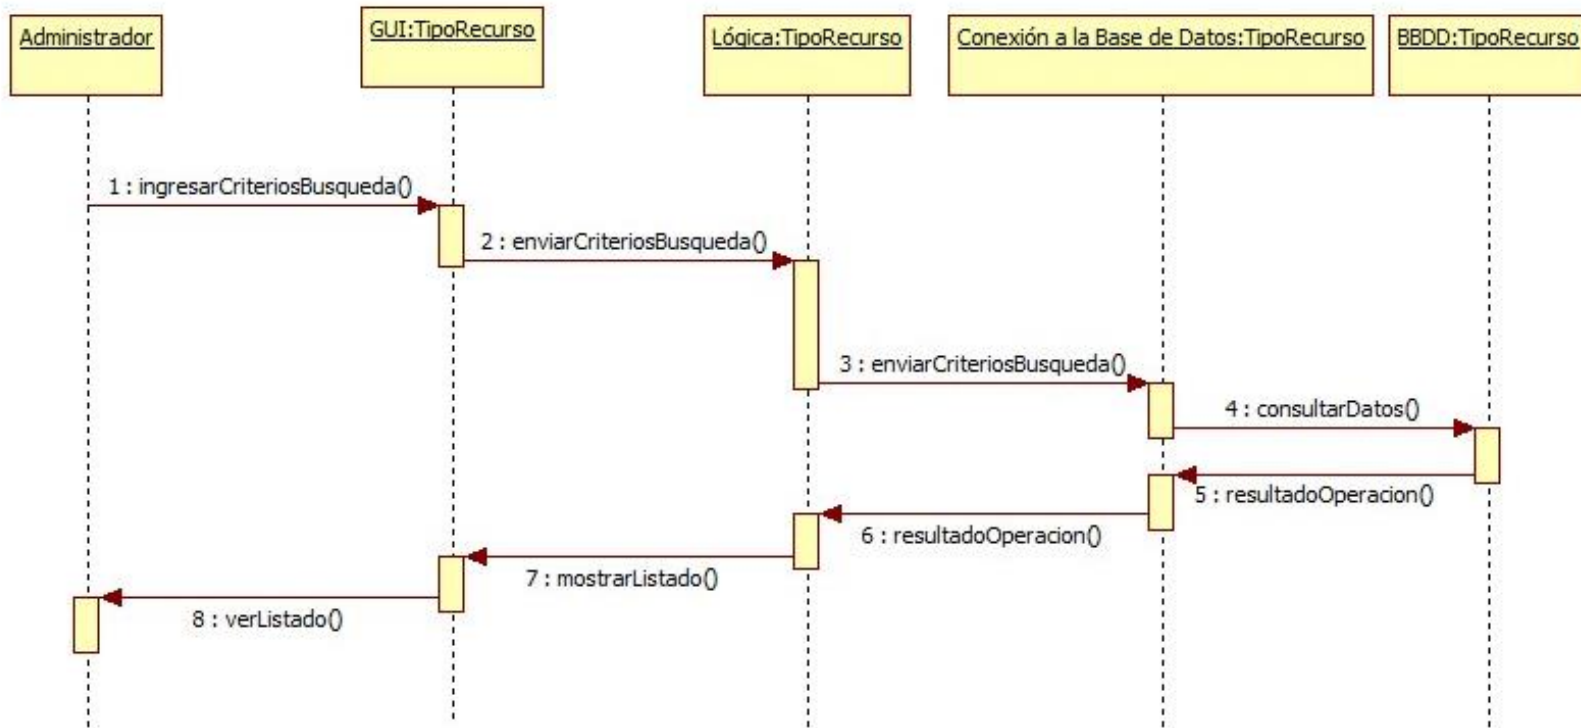 Administrador
GUI:TipoRecurso
Lógica:TipoRecurso
Conexión a la Base de Datos:TipoRecurso
BBDD:TipoRecurso
1 : ingresarCriteriosBusqueda()
2 : enviarCriteriosBusqueda()
3 : enviarCriteriosBusqueda()
4 : consultarDatos()
5 : resultadoOperacion()
6 : resultadoOperacion()
7 : mostrarListado()
8 : verListado()